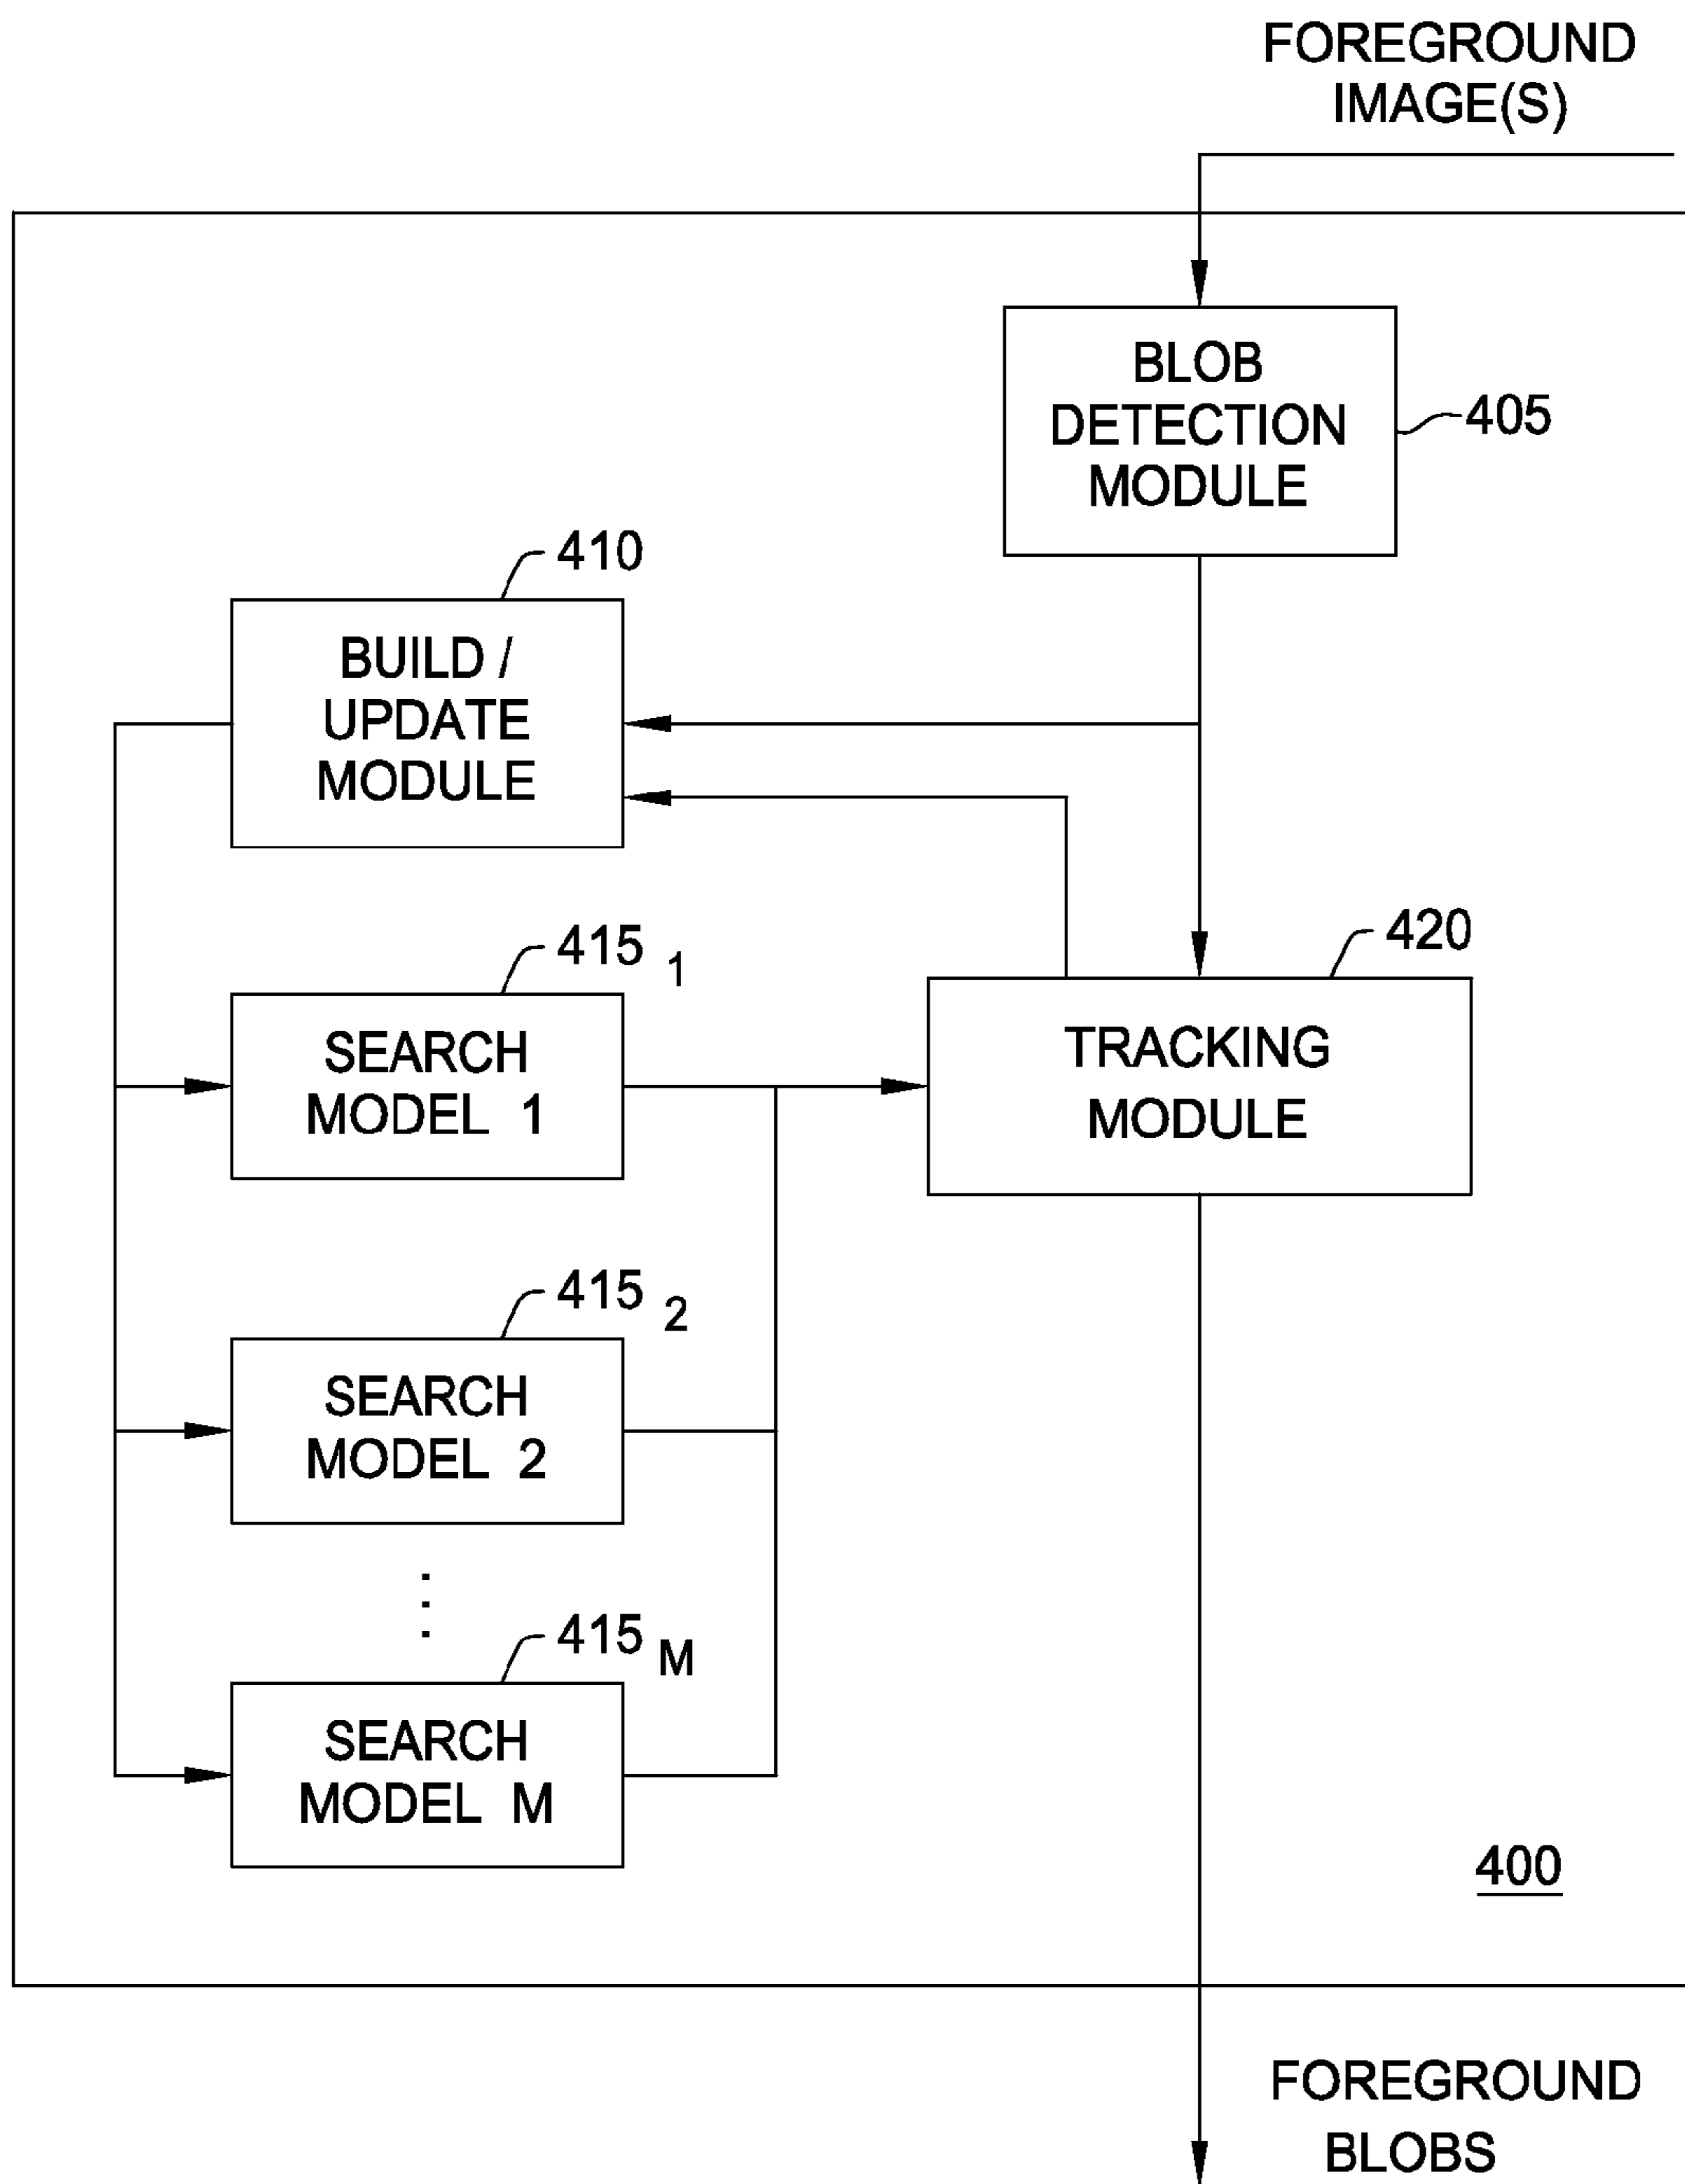 FOREGROUND
IMAGE(S)
BLOB
DETECTION
MODULE
405
410
BUILD /
UPDATE
MODULE
415 1
SEARCH
MODEL 1
420
TRACKING
MODULE
415 2
SEARCH
MODEL 2
415 M
SEARCH
MODEL M
400
FOREGROUND
BLOBS